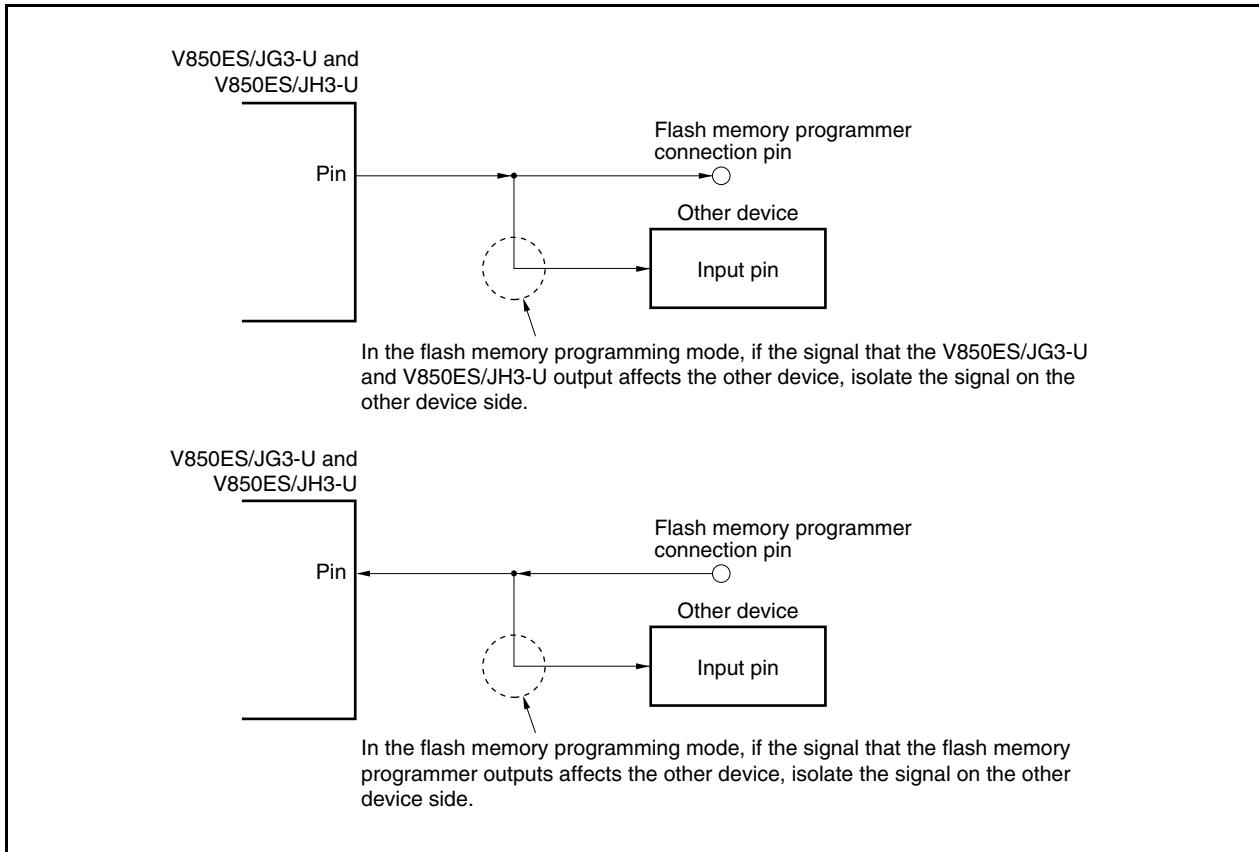 V850ES/JG3-U and
V850ES/JH3-U
Flash memory programmer
connection pin
Pin
Other device
Input pin
In the flash memory programming mode, if the signal that the V850ES/JG3-U
and V850ES/JH3-U output affects the other device, isolate the signal on the
other device side.
V850ES/JG3-U and
V850ES/JH3-U
Flash memory programmer
connection pin
Pin
Other device
Input pin
In the flash memory programming mode, if the signal that the flash memory
programmer outputs affects the other device, isolate the signal on the other
device side.